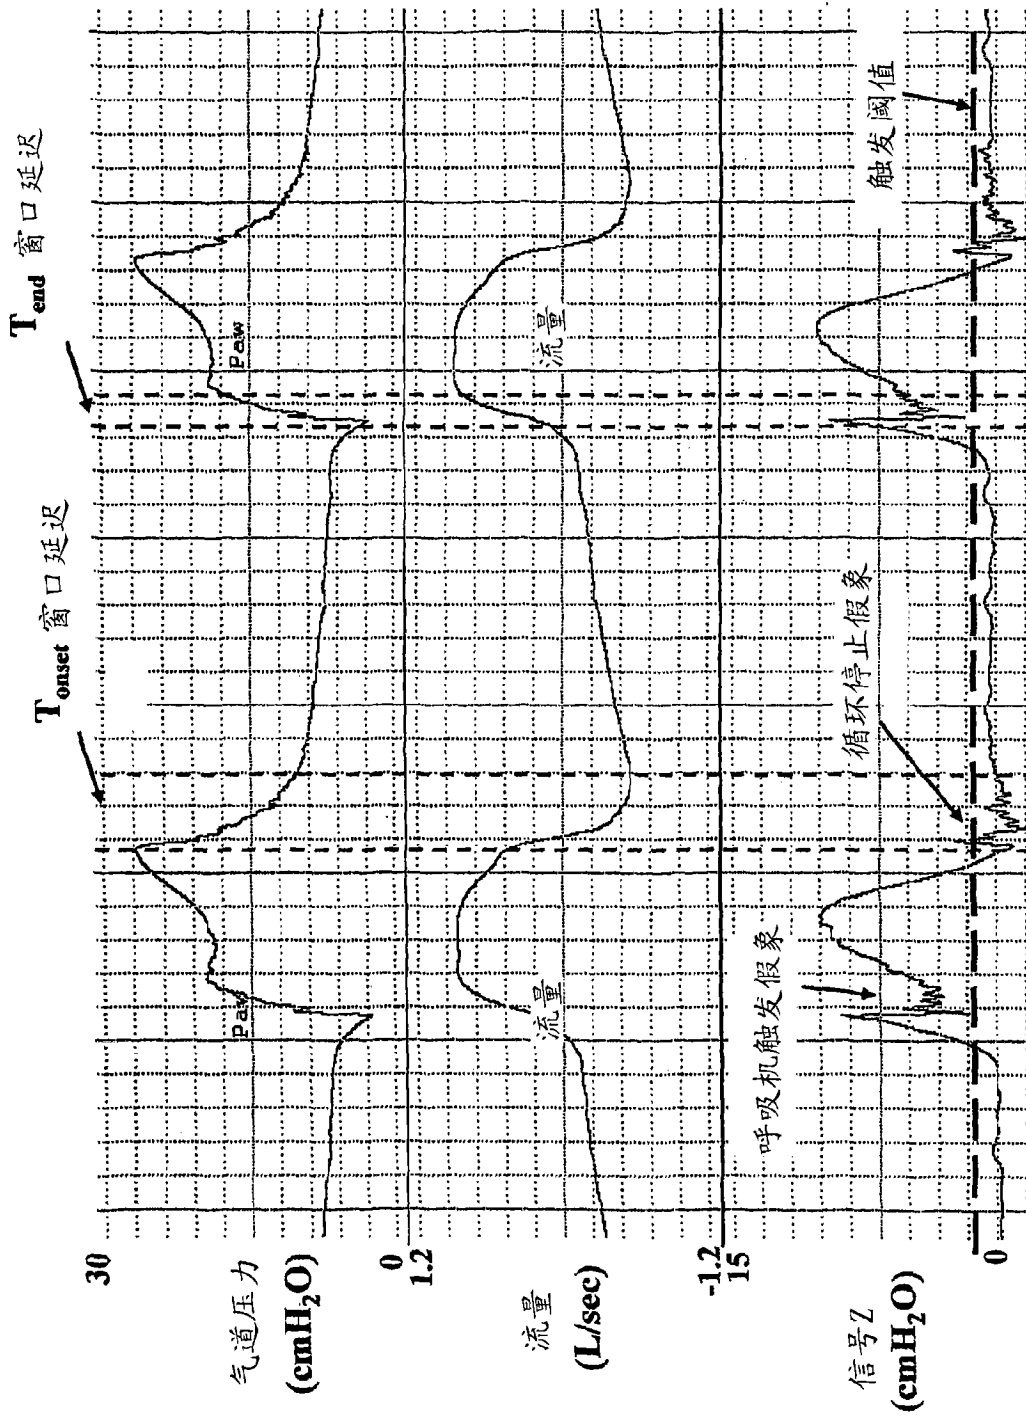 T_onset 窗口延迟
T_end 窗口延迟
30
气道压力
(cmH₂O)
0
Paw
Paw
1.2
流量
(L/sec)
-1.2
流量
流量
15
信号Z
(cmH₂O)
0
呼吸机触发假象
循环停止假象
触发阈值